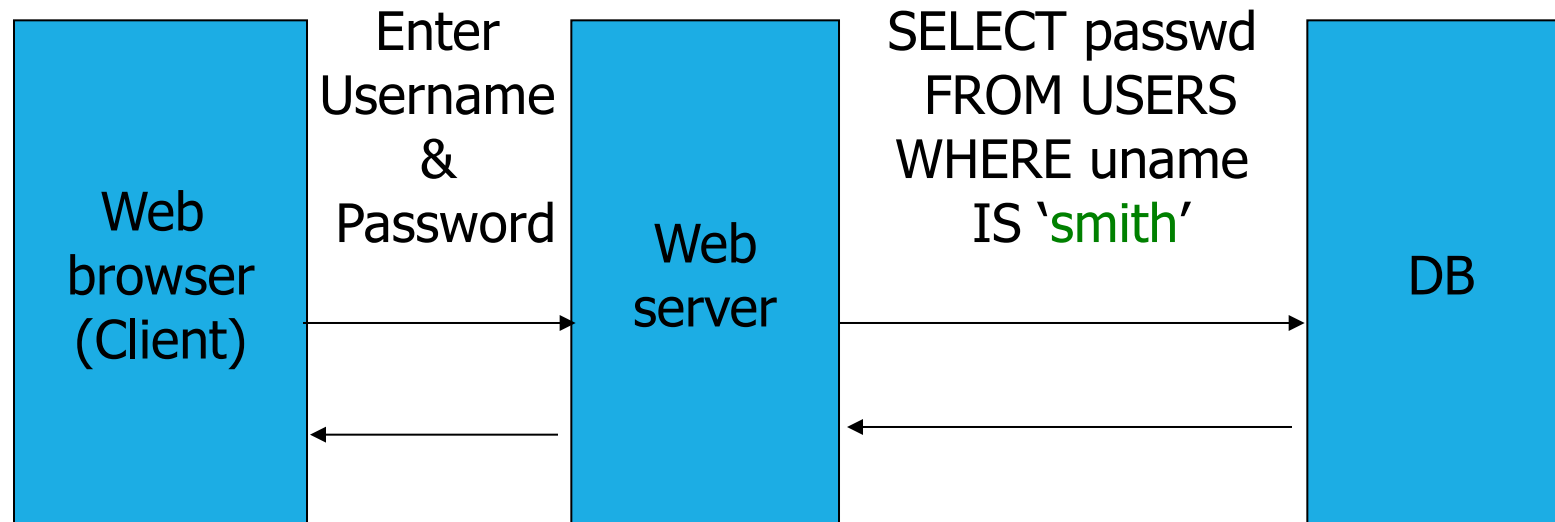 Web
browser
(Client)
Enter
Username
&
Password
Web
server
SELECT passwd
FROM USERS
WHERE uname
IS ‘smith’
DB